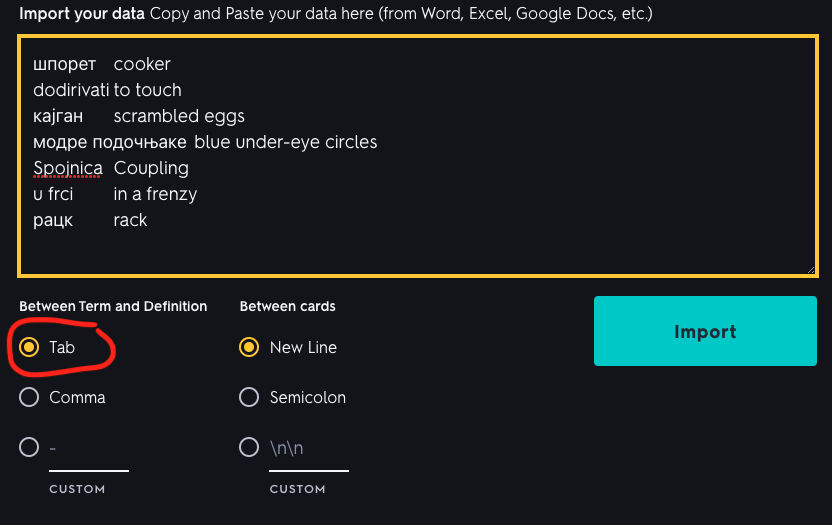 Import your data Copy and Paste your data here (from Word, Excel, Google Docs, etc.)
шпорет cooker
dodirivati to touch
кајган scrambled eggs
модре подочњаке blue under-eye circles
Spojnica Coupling
u frci in a frenzy
рацк rack
Between Term and Definition Between cards
Import
Tab New Line
Comma Semicolon
- \n\n
CUSTOM CUSTOM